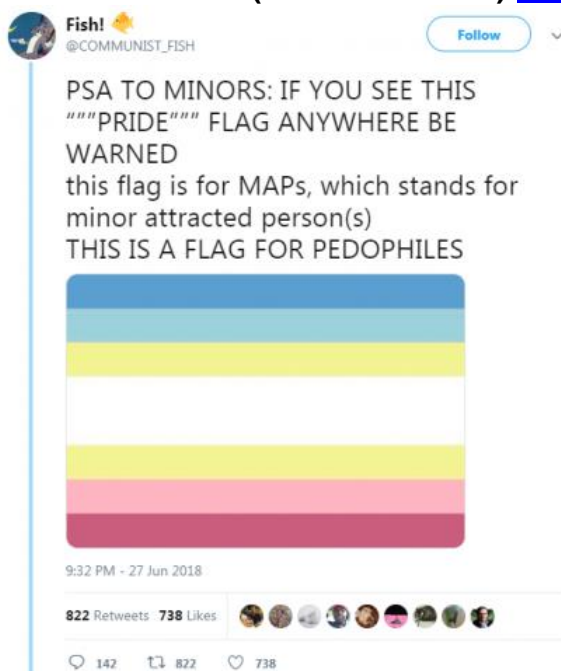 Fish!
@COMMUNIST_FISH
Follow
PSA TO MINORS: IF YOU SEE THIS
"""PRIDE""" FLAG ANYWHERE BE
WARNED
this flag is for MAPs, which stands for
minor attracted person(s)
THIS IS A FLAG FOR PEDOPHILES
9:32 PM - 27 Jun 2018
822 Retweets 738 Likes
142 822 738